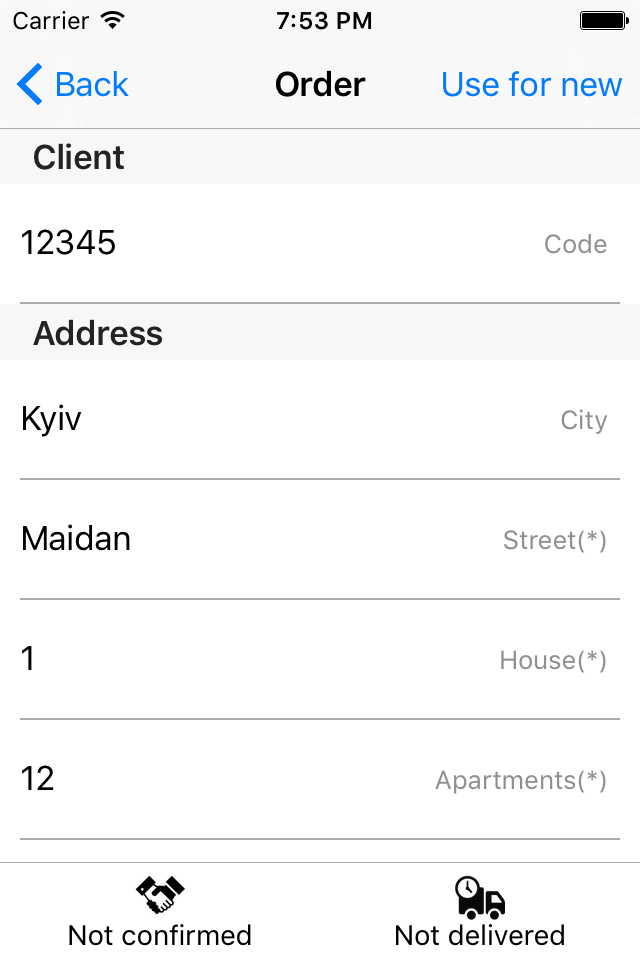 Carrier 7:53 PM
Back Order Use for new
Client
12345 Code
Address
Kyiv City
Maidan Street(*)
1 House(*)
12 Apartments(*)
Not confirmed Not delivered